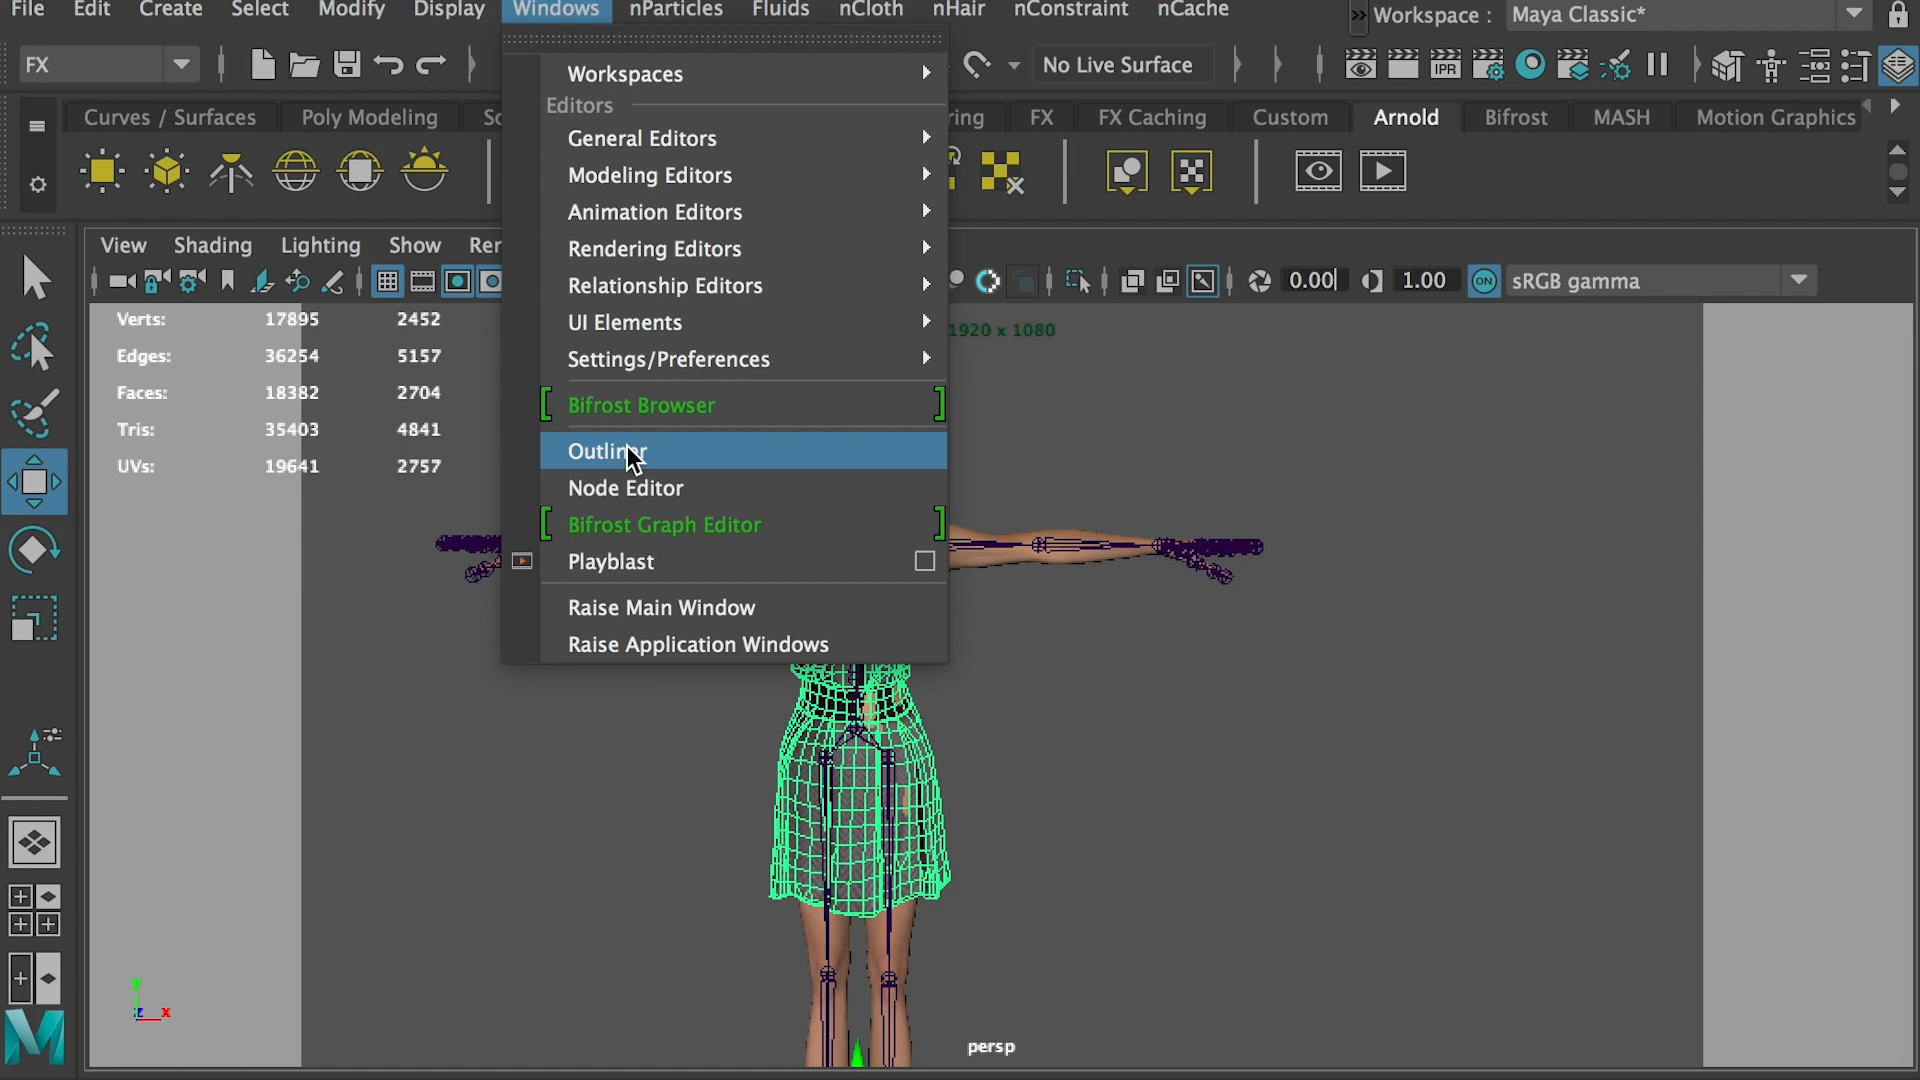 File Edit Create Select Modify Display Windows nParticles Fluids nCloth nHair nConstraint nCache Workspace : Maya Classic*
FX No Live Surface IPR
Curves / Surfaces Poly Modeling FX FX Caching Custom Arnold Bifrost MASH Motion Graphics
View Shading Lighting Show
0.00 1.00 ON sRGB gamma
Workspaces
Editors
General Editors
Modeling Editors
Animation Editors
Rendering Editors
Relationship Editors
UI Elements
Settings/Preferences
Bifrost Browser
Outliner
Node Editor
Bifrost Graph Editor
Playblast
Raise Main Window
Raise Application Windows
Verts: 17895 2452
Edges: 36254 5157
Faces: 18382 2704
Tris: 35403 4841
UVs: 19641 2757
1920 x 1080
y
z x
persp